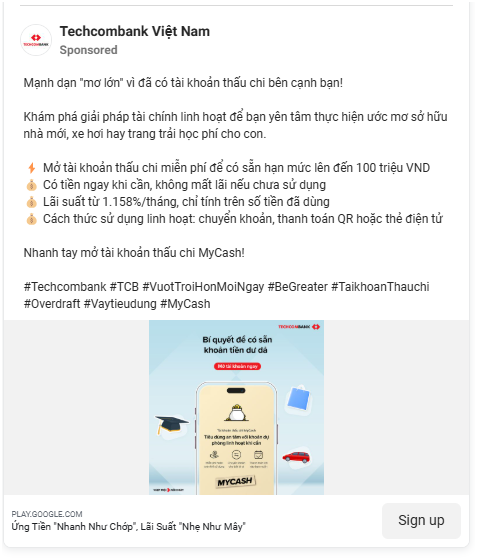 Techcombank Việt Nam
Sponsored
TECHCOMBANK
Mạnh dạn "mơ lớn" vì đã có tài khoản thấu chi bên cạnh bạn!
Khám phá giải pháp tài chính linh hoạt để bạn yên tâm thực hiện ước mơ sở hữu
nhà mới, xe hơi hay trang trải học phí cho con.
Mở tài khoản thấu chi miễn phí để có sẵn hạn mức lên đến 100 triệu VND
Có tiền ngay khi cần, không mất lãi nếu chưa sử dụng
Lãi suất từ 1.158%/tháng, chỉ tính trên số tiền đã dùng
Cách thức sử dụng linh hoạt: chuyển khoản, thanh toán QR hoặc thẻ điện tử
Nhanh tay mở tài khoản thấu chi MyCash!
#Techcombank #TCB #VuotTroiHonMoiNgay #BeGreater #TaikhoanThauchi
#Overdraft #Vaytieudung #MyCash
TECHCOMBANK
Bí quyết để có sẵn
khoản tiền dư dả
Mở tài khoản ngay
Tiêu dùng an tâm với khoản dự
phòng linh hoạt khi cần
MYCASH
PLAY.GOOGLE.COM
Ứng Tiền "Nhanh Như Chớp", Lãi Suất "Nhẹ Như Mây"
Sign up